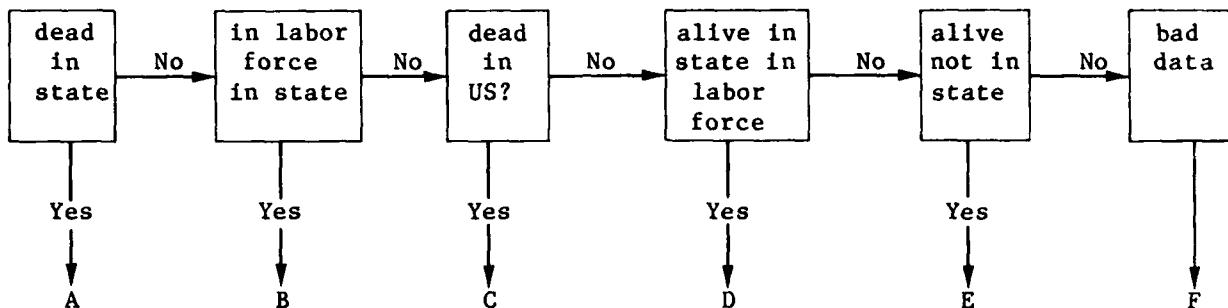 dead
in
state
No
in labor
force
in state
No
dead
in
US?
No
alive in
state in
labor
force
No
alive
not in
state
No
bad
data
Yes
Yes
Yes
Yes
Yes
A
B
C
D
E
F